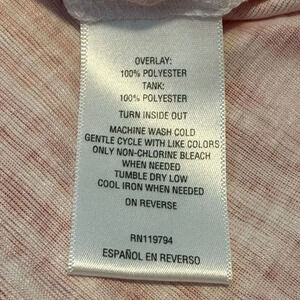 OVERLAY:
100% POLYESTER
TANK:
100% POLYESTER
TURN INSIDE OUT
MACHINE WASH COLD
GENTLE CYCLE WITH LIKE COLORS
ONLY NON-CHLORINE BLEACH
WHEN NEEDED
TUMBLE DRY LOW
COOL IRON WHEN NEEDED
ON REVERSE
RN119794
ESPAÑOL EN REVERSO